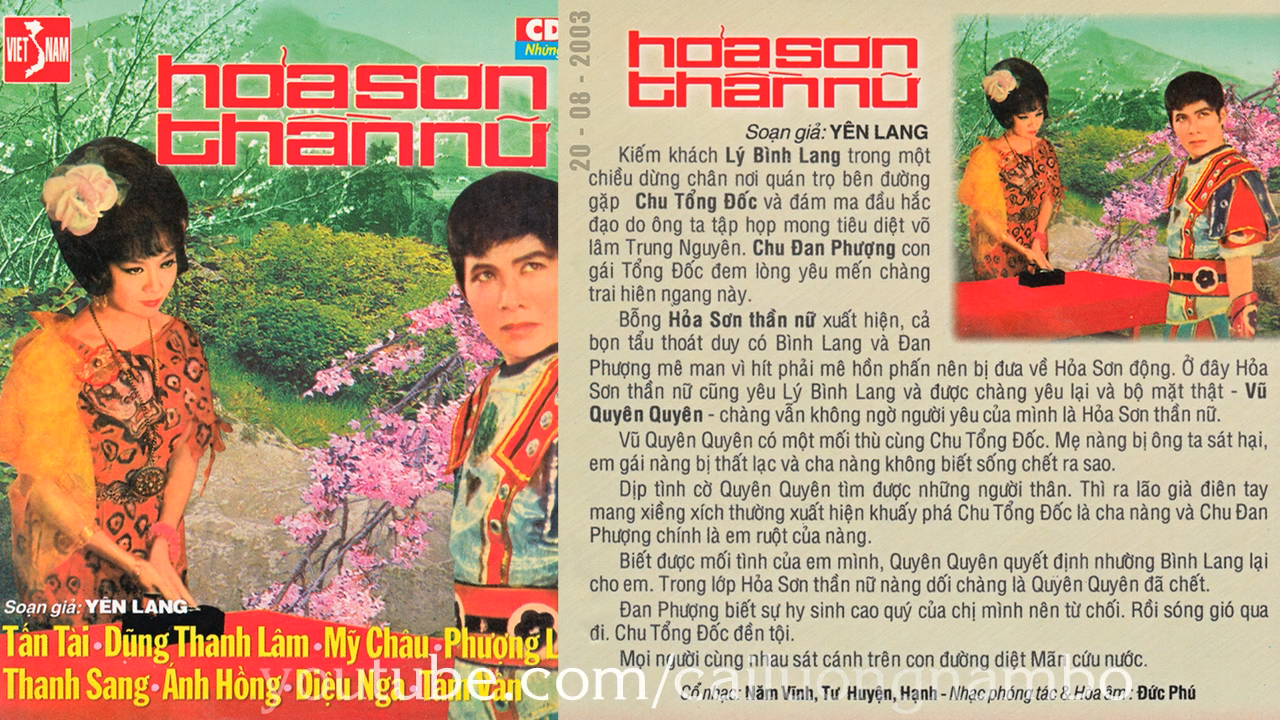 VIET NAM
CD
Những
hỏa sơn
thần nữ
Soạn giả: YÊN LANG
Tấn Tài · Dũng Thanh Lâm · Mỹ Châu · Phượng L
Thanh Sang · Ánh Hồng · Diệu Nga · Tám Vân
20 - 08 - 2003
hỏa sơn
thần nữ
Soạn giả: YÊN LANG
Kiếm khách Lý Bình Lang trong một
chiều dừng chân nơi quán trọ bên đường
gặp Chu Tổng Đốc và đám ma đầu hắc
đạo do ông ta tập họp mong tiêu diệt võ
lâm Trung Nguyên. Chu Đan Phượng con
gái Tổng Đốc đem lòng yêu mến chàng
trai hiên ngang này.
Bỗng Hỏa Sơn thần nữ xuất hiện, cả
bọn tẩu thoát duy có Bình Lang và Đan
Phượng mê man vì hít phải mê hồn phấn nên bị đưa về Hỏa Sơn động. Ở đây Hỏa
Sơn thần nữ cũng yêu Lý Bình Lang và được chàng yêu lại và bộ mặt thật - Vũ
Quyên Quyên - chàng vẫn không ngờ người yêu của mình là Hỏa Sơn thần nữ.
Vũ Quyên Quyên có một mối thù cùng Chu Tổng Đốc. Mẹ nàng bị ông ta sát hại,
em gái nàng bị thất lạc và cha nàng không biết sống chết ra sao.
Dịp tình cờ Quyên Quyên tìm được những người thân. Thì ra lão già điên tay
mang xiềng xích thường xuất hiện khuấy phá Chu Tổng Đốc là cha nàng và Chu Đan
Phượng chính là em ruột của nàng.
Biết được mối tình của em mình, Quyên Quyên quyết định nhường Bình Lang lại
cho em. Trong lớp Hỏa Sơn thần nữ nàng dối chàng là Quyên Quyên đã chết.
Đan Phượng biết sự hy sinh cao quý của chị mình nên từ chối. Rồi sóng gió qua
đi. Chu Tổng Đốc đền tội.
Mọi người cùng nhau sát cánh trên con đường diệt Mãn cứu nước.
Cổ nhạc: Năm Vĩnh, Tư Huyện, Hạnh - Nhạc phóng tác & Hòa âm: Đức Phú
youtube.com/cailuongnambo